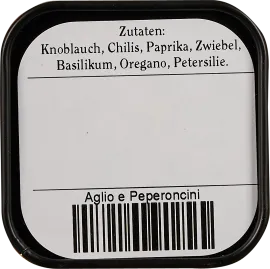 Zutaten:
Knoblauch, Chilis, Paprika, Zwiebel,
Basilikum, Oregano, Petersilie.
Aglio e Peperoncini